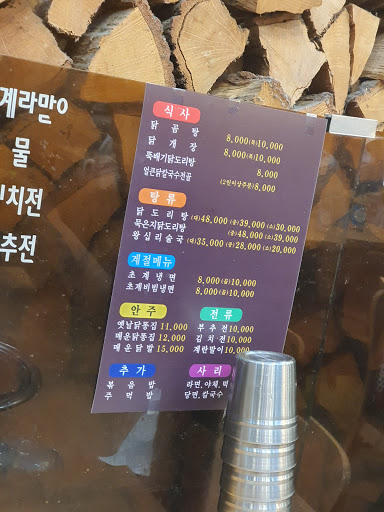 계라말이
물
치전
추전
식사
닭곰탕 8,000(특)10,000
닭개장 8,000(특)10,000
뚝배기닭도리탕 8,000
얼큰닭칼국수전골 (2인이상주문)8,000
탕류
닭도리탕 (대)48,000 (중)39,000 (소)30,000
묵은지닭도리탕 (중)48,000 (소)39,000
왕십리술국 (대)35,000 (중)28,000 (소)20,000
계절메뉴
초계냉면 8,000(곱)10,000
초계비빔냉면 8,000(곱)10,000
안주
옛날닭똥집 11,000
매운닭똥집 12,000
매운닭발 15,000
전류
부추전 10,000
김치전 10,000
계란말이 10,000
추가
볶음밥
주먹밥
사리
라면,야채,떡
당면,칼국수